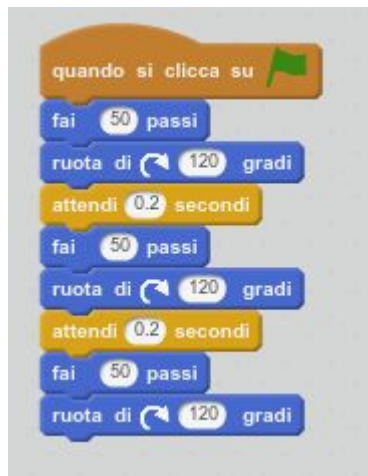 quando si clicca su
fai 50 passi
ruota di 120 gradi
attendi 0.2 secondi
fai 50 passi
ruota di 120 gradi
attendi 0.2 secondi
fai 50 passi
ruota di 120 gradi